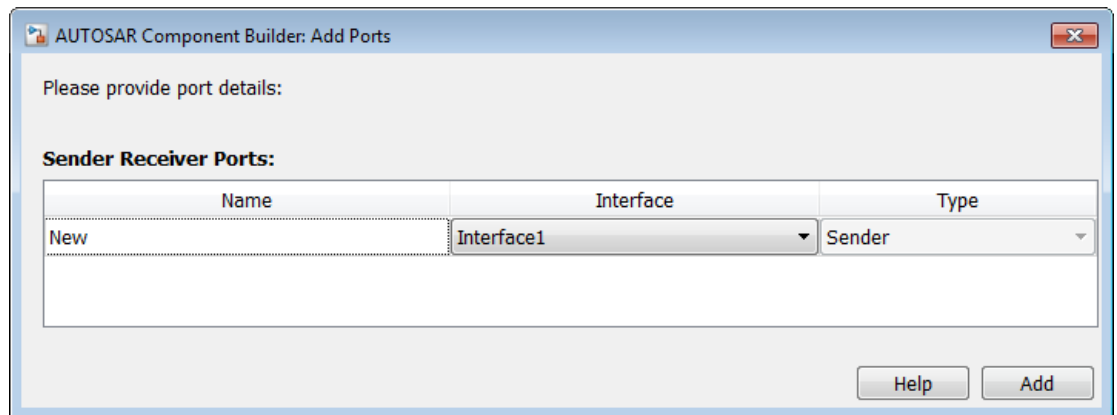 AUTOSAR Component Builder: Add Ports
Please provide port details:
Sender Receiver Ports:
Name Interface Type
New Interface1 Sender
Help Add